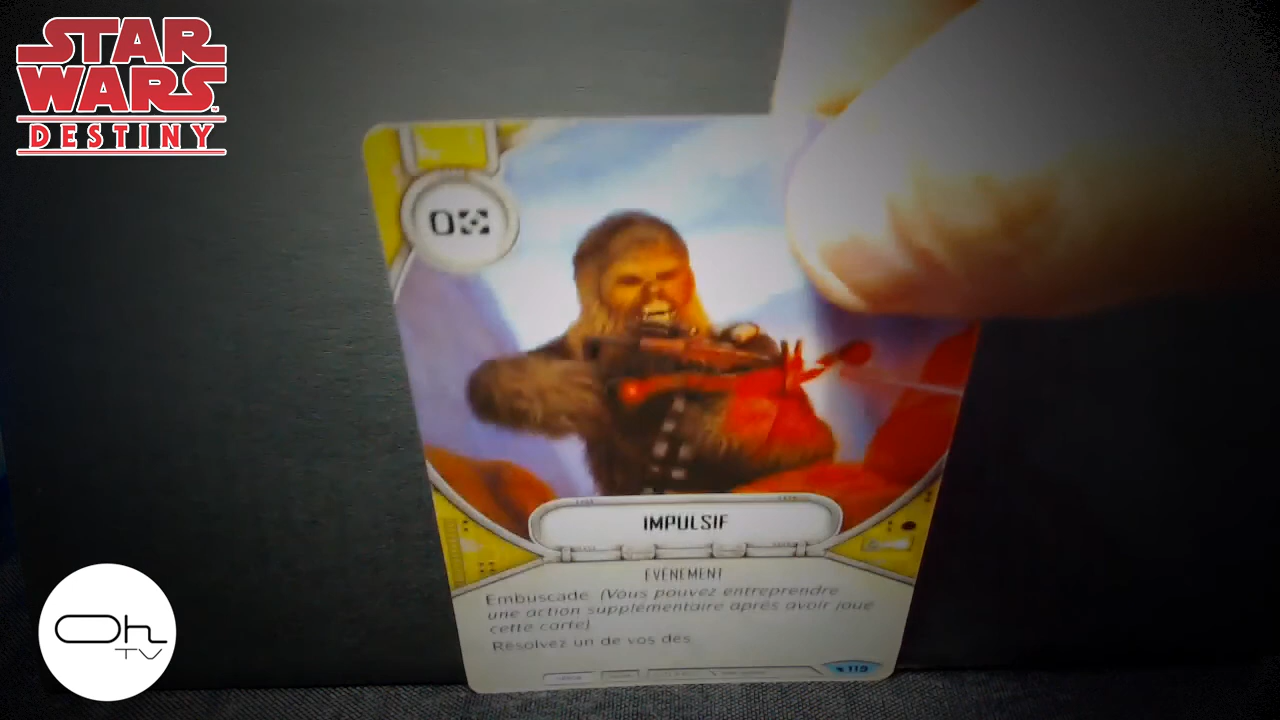 STAR
WARS
DESTINY
0
IMPULSIF
ÉVÉNEMENT
Embuscade (Vous pouvez entreprendre
une action supplémentaire après avoir joué
cette carte)
Résolvez un de vos dés
Oh
TV